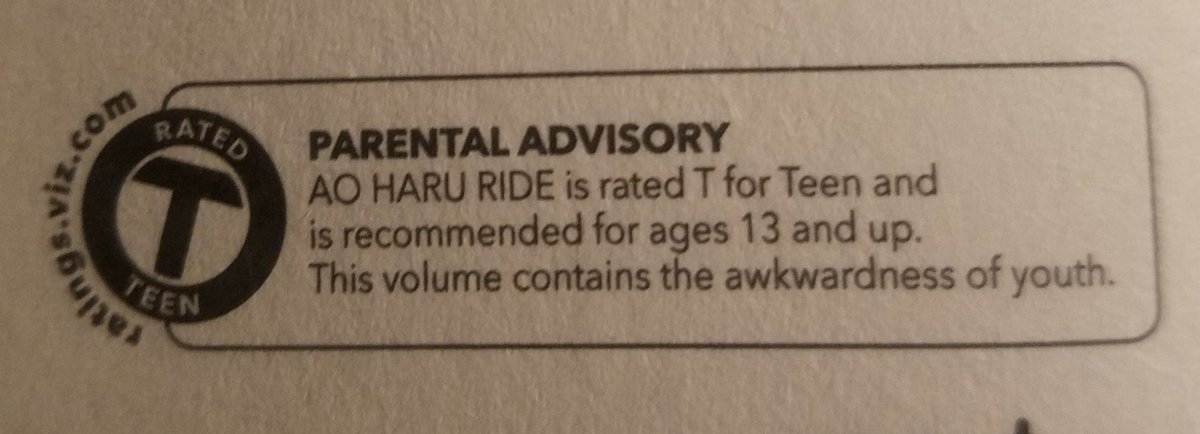 ratings.viz.com
RATED
T
TEEN
PARENTAL ADVISORY
AO HARU RIDE is rated T for Teen and
is recommended for ages 13 and up.
This volume contains the awkwardness of youth.